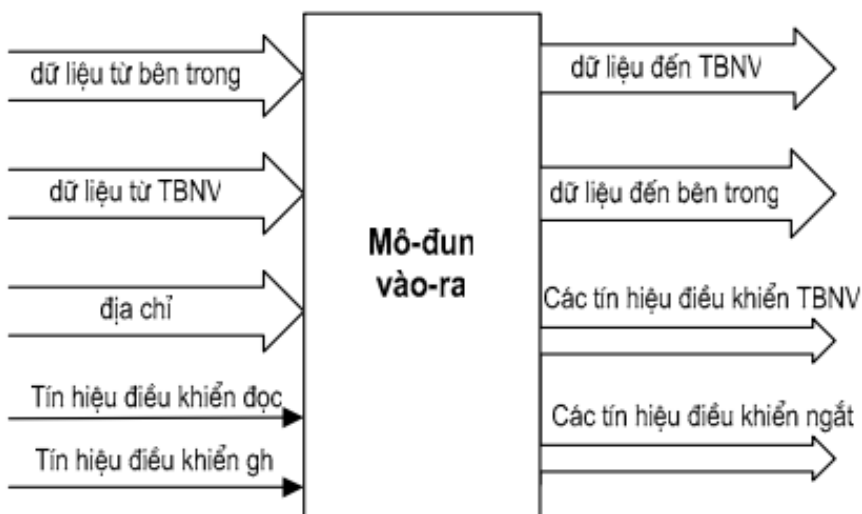 dữ liệu từ bên trong
dữ liệu từ TBNV
địa chỉ
Tín hiệu điều khiển đọc
Tín hiệu điều khiển gh
Mô-đun
vào-ra
dữ liệu đến TBNV
dữ liệu đến bên trong
Các tín hiệu điều khiển TBNV
Các tín hiệu điều khiển ngắt